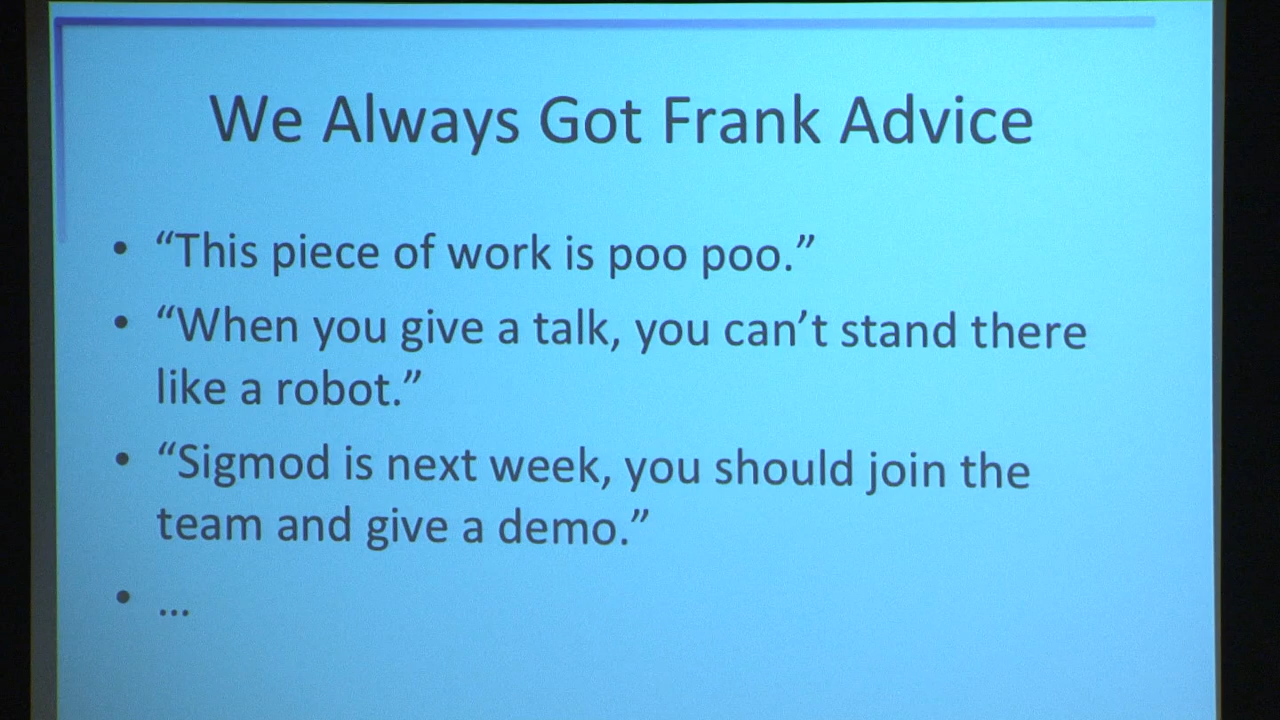 We Always Got Frank Advice
• “This piece of work is poo poo.”
• “When you give a talk, you can’t stand there
like a robot.”
• “Sigmod is next week, you should join the
team and give a demo.”
• ...